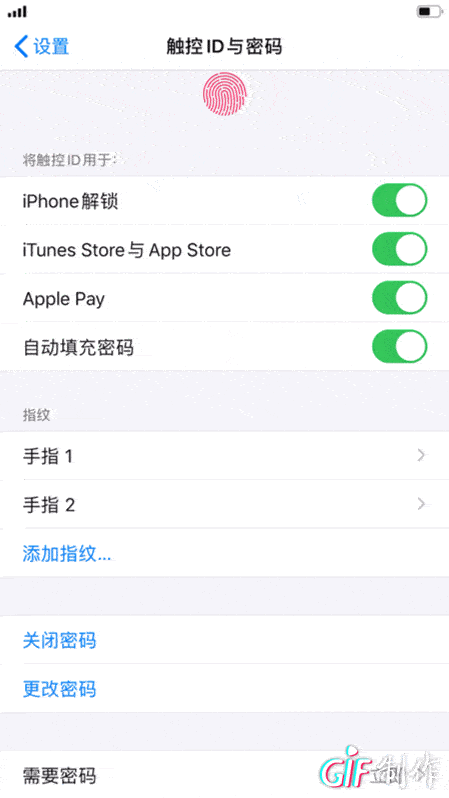 设置
触控ID与密码
将触控ID用于：
iPhone解锁
iTunes Store与App Store
Apple Pay
自动填充密码
指纹
手指 1
手指 2
添加指纹...
关闭密码
更改密码
需要密码
GIF制作